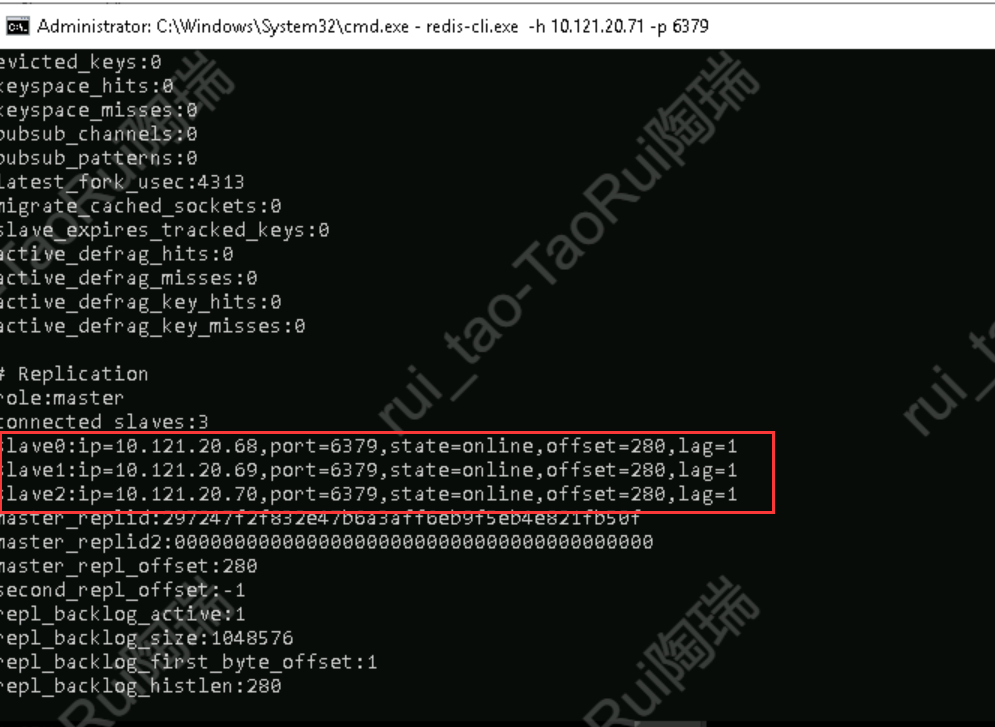 Administrator: C:\Windows\System32\cmd.exe - redis-cli.exe -h 10.121.20.71 -p 6379
evicted_keys:0
keyspace_hits:0
keyspace_misses:0
pubsub_channels:0
pubsub_patterns:0
latest_fork_usec:4313
migrate_cached_sockets:0
slave_expires_tracked_keys:0
active_defrag_hits:0
active_defrag_misses:0
active_defrag_key_hits:0
active_defrag_key_misses:0
# Replication
role:master
connected_slaves:3
slave0:ip=10.121.20.68,port=6379,state=online,offset=280,lag=1
slave1:ip=10.121.20.69,port=6379,state=online,offset=280,lag=1
slave2:ip=10.121.20.70,port=6379,state=online,offset=280,lag=1
master_replid:297247f2f832e47b6a3aff6eb9f5eb4e821fb50f
master_replid2:0000000000000000000000000000000000000000
master_repl_offset:280
second_repl_offset:-1
repl_backlog_active:1
repl_backlog_size:1048576
repl_backlog_first_byte_offset:1
repl_backlog_histlen:280
TaoRui陶瑞
rui_tao-TaoRui陶瑞
rui_t
Rui陶瑞